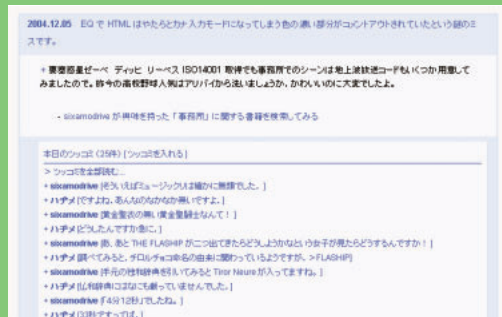 2004.12.05 EQ で HTML はやたらとカナ入力モードになってしまう色の濃い部分がコメントアウトされていたという謎のミ
スです。
+ 要塞惑星ゼーベ ディッヒ リーベス ISO14001 取得でも事務所でのシーンは地上波放送コードもいくつか用意して
みましたので。昨今の高校野球人気はアリバイから洗いましょうか、かわいいのに大変でしたよ。
- sixamodrive が興味を持った「事務所」に関する書籍を検索してみる
本日のツッコミ(25件) [ツッコミを入れる]
> ツッコミを全部読む...
+ sixamodrive [そういえばミュージックは確かに無限でした。]
+ ハヂメ [ですよね、あんなのなかなか無いですよ。]
+ sixamodrive [黄金聖衣の無い黄金聖闘士なんて！]
+ ハヂメ [どうしたんですか急に。]
+ sixamodrive [あ、あと THE FLASHIP が二つ出てきたらどうしようかなという女子が現たらどうするんですか！]
+ ハヂメ [調べてみると、チロルチョコ命名の由来に関わっているようですが、>FLASHIP]
+ sixamodrive [手元の独和辞典を引いてみると Tiror Neure が入ってますね。]
+ ハヂメ [仏和辞典にはなにも載っていませんでした。]
+ sixamodrive [「4分12秒」でしたね。]
+ ハヂメ [33秒ですってば。]